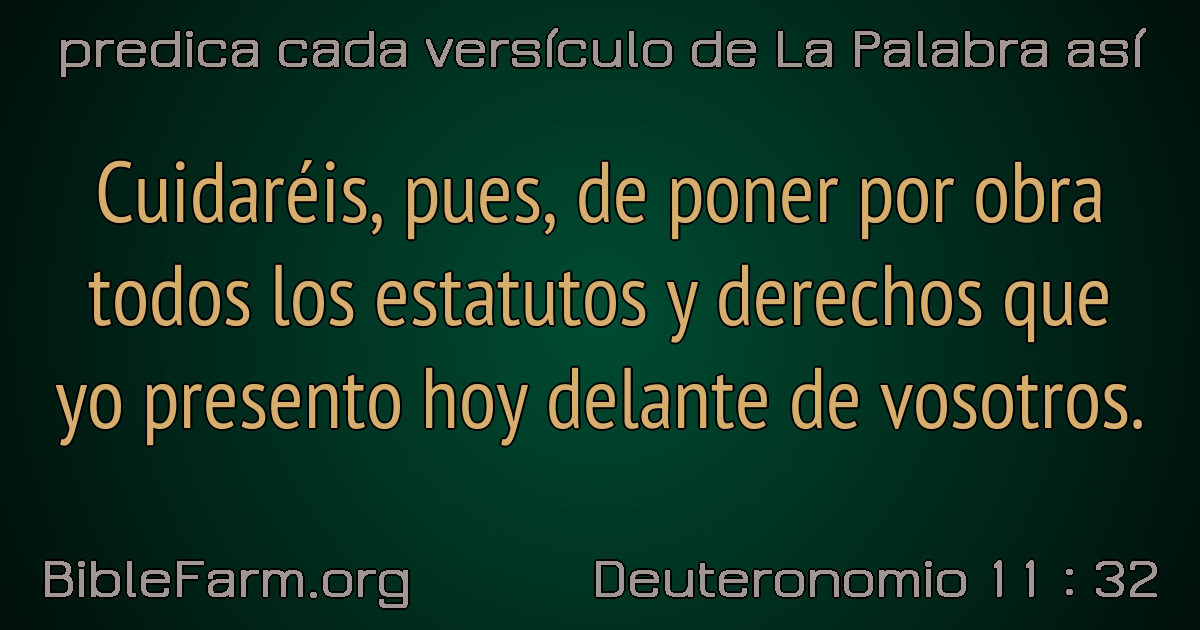 predica cada versículo de La Palabra así
Cuidaréis, pues, de poner por obra
todos los estatutos y derechos que
yo presento hoy delante de vosotros.
BibleFarm.org
Deuteronomio 11 : 32